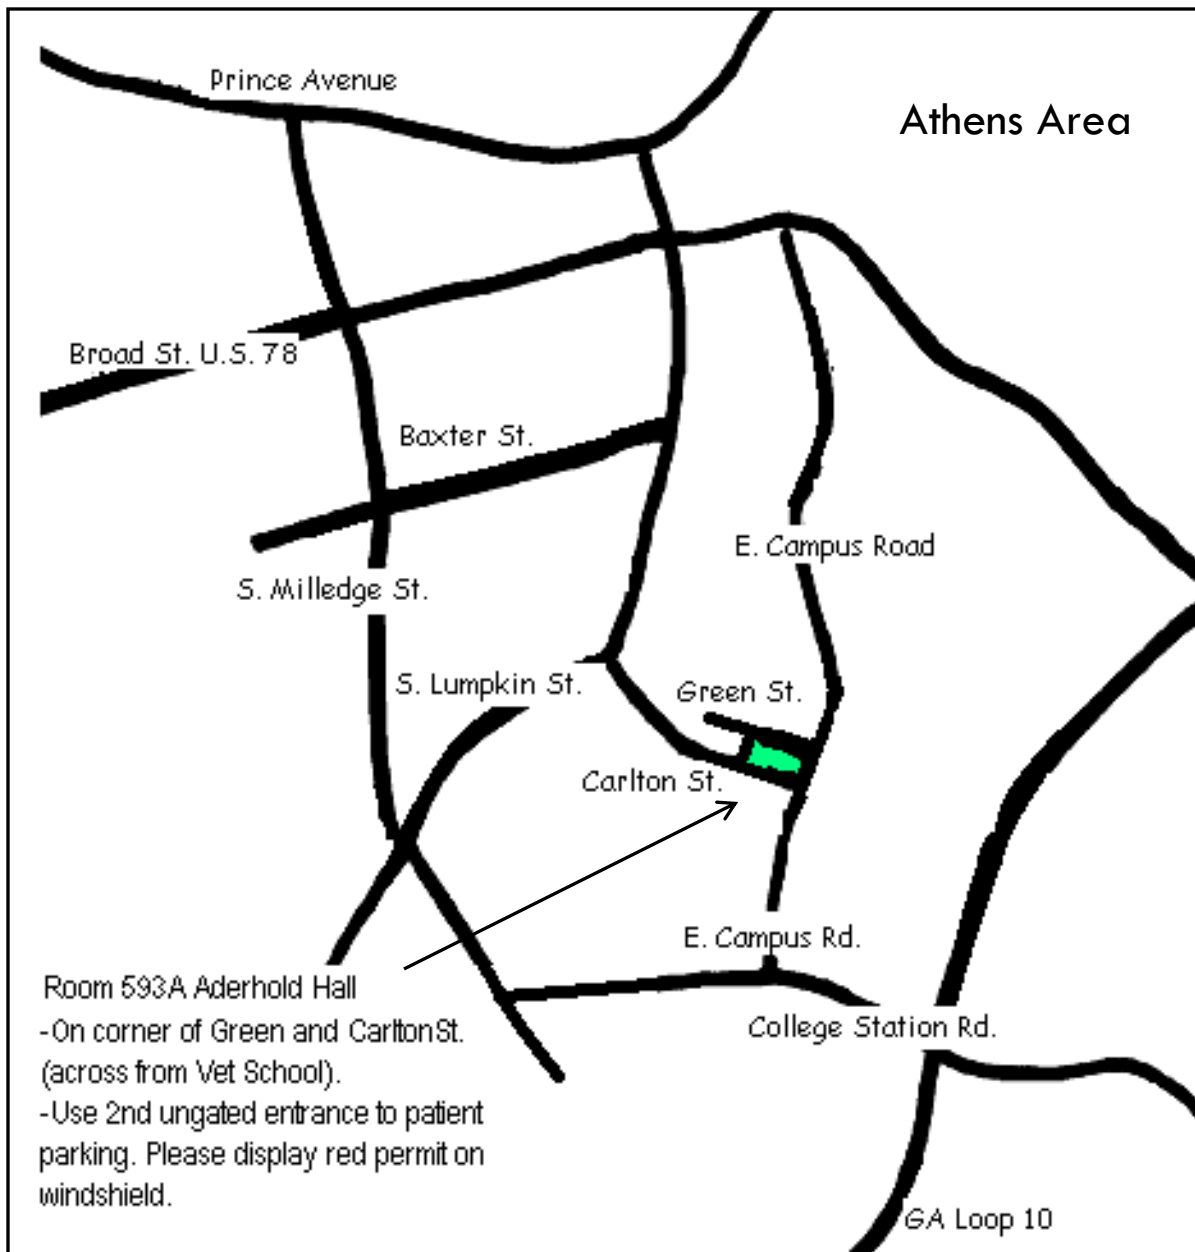 Prince Avenue
Athens Area
Broad St. U.S. 78
Baxter St.
E. Campus Road
S. Milledge St.
S. Lumpkin St.
Green St.
Carlton St.
E. Campus Rd.
Room 593A Aderhold Hall
-On corner of Green and CarltonSt.
(across from Vet School).
-Use 2nd ungated entrance to patient
parking. Please display red permit on
windshield.
College Station Rd.
GA Loop 10